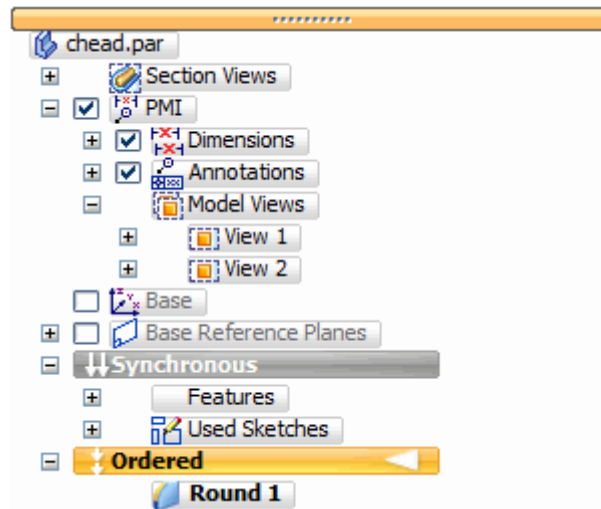 chead.par
Section Views
PMI
Dimensions
Annotations
Model Views
View 1
View 2
Base
Base Reference Planes
Synchronous
Features
Used Sketches
Ordered
Round 1